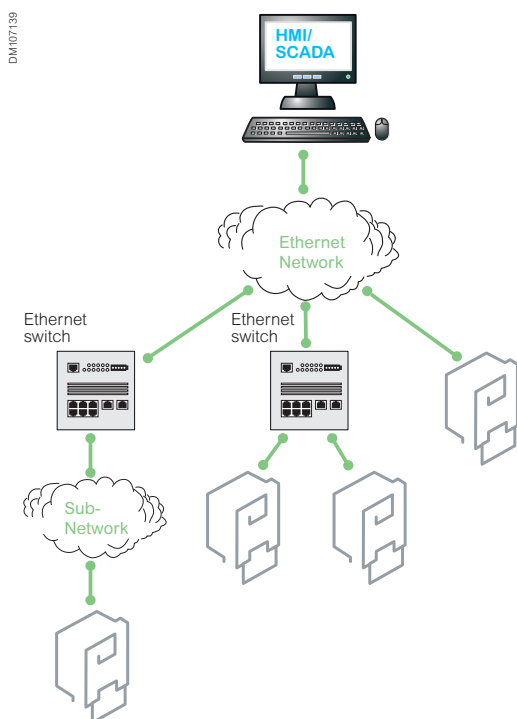 DM107139
HMI/
SCADA
Ethernet
Network
Ethernet
switch
Ethernet
switch
Sub-
Network